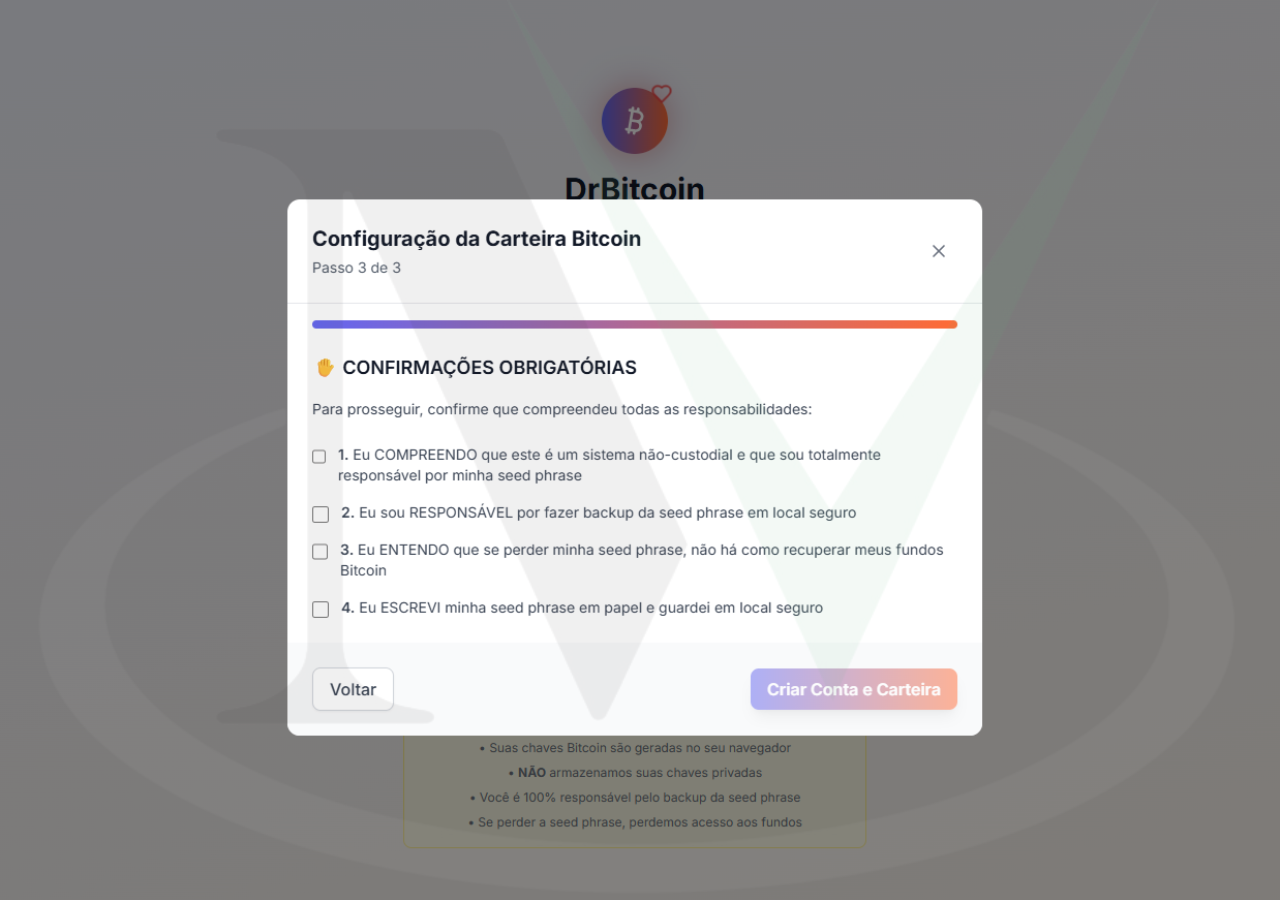 DrBitcoin
Configuração da Carteira Bitcoin
Passo 3 de 3
CONFIRMAÇÕES OBRIGATÓRIAS
Para prosseguir, confirme que compreendeu todas as responsabilidades:
1. Eu COMPREENDO que este é um sistema não-custodial e que sou totalmente
responsável por minha seed phrase
2. Eu sou RESPONSÁVEL por fazer backup da seed phrase em local seguro
3. Eu ENTENDO que se perder minha seed phrase, não há como recuperar meus fundos
Bitcoin
4. Eu ESCREVI minha seed phrase em papel e guardei em local seguro
Voltar
Criar Conta e Carteira
• Suas chaves Bitcoin são geradas no seu navegador
• NÃO armazenamos suas chaves privadas
• Você é 100% responsável pelo backup da seed phrase
• Se perder a seed phrase, perdemos acesso aos fundos